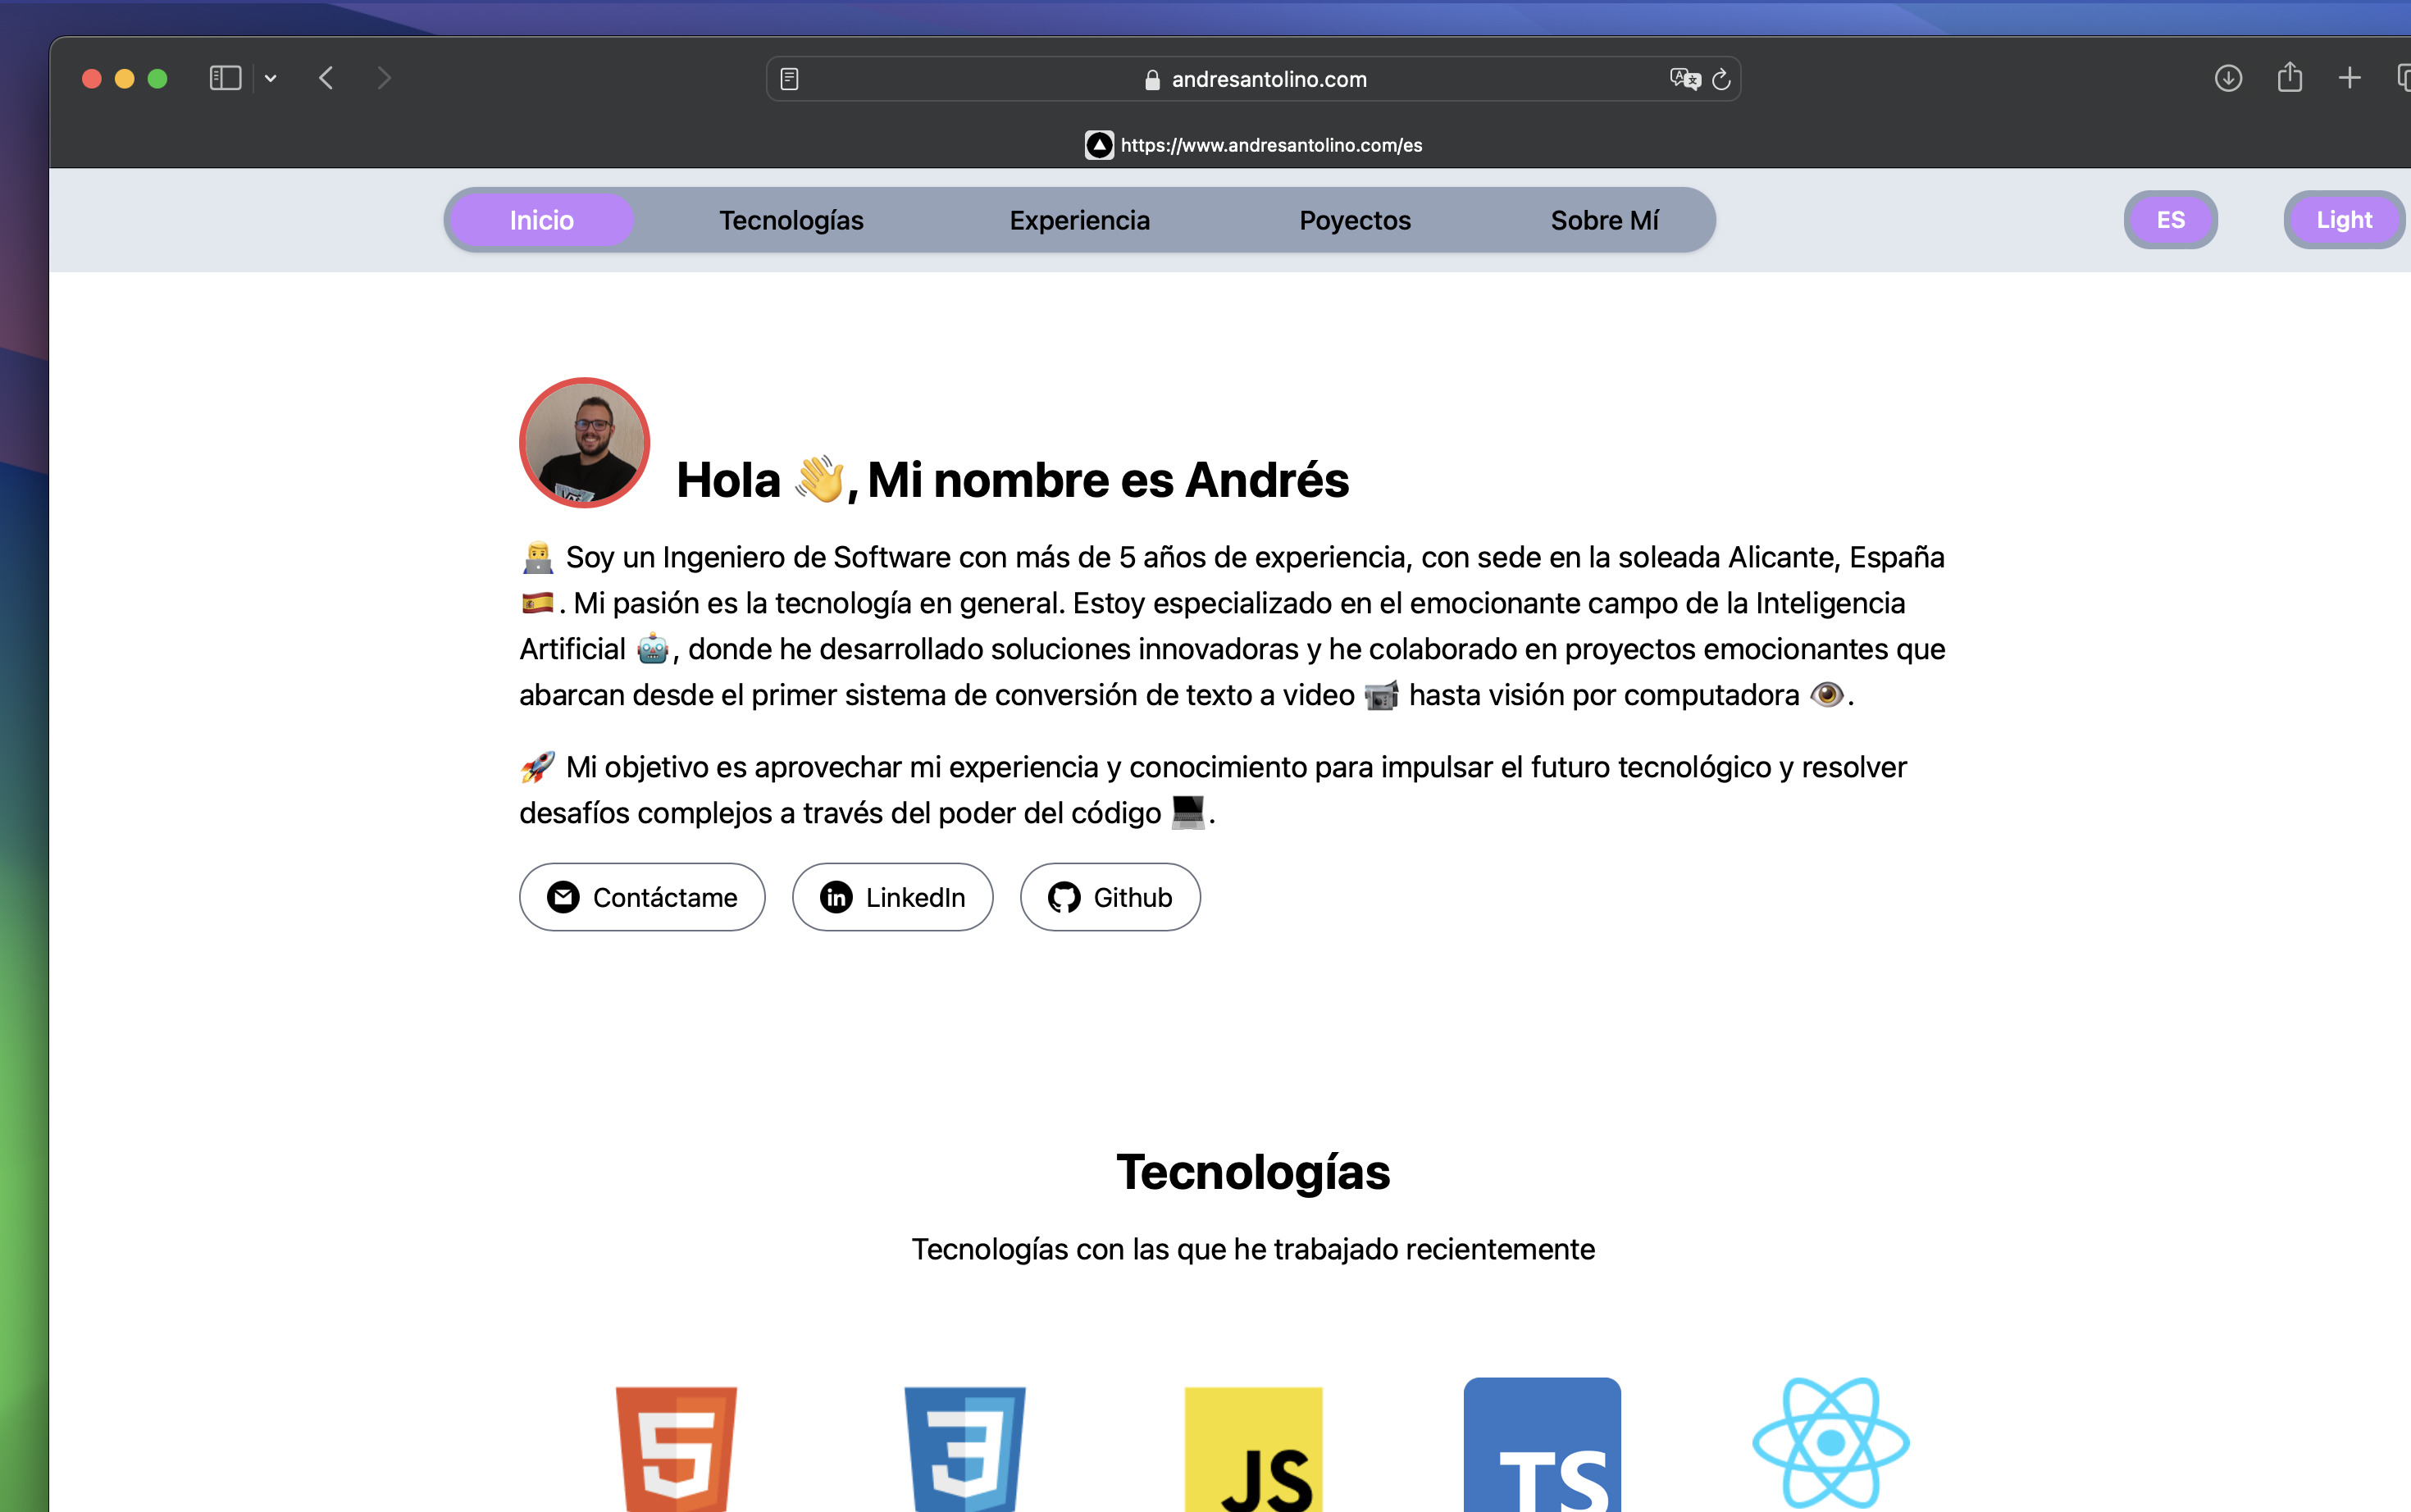 andresantolino.com
https://www.andresantolino.com/es
Inicio Tecnologías Experiencia Poyectos Sobre Mí ES Light
Hola 👋, Mi nombre es Andrés
👨‍💻 Soy un Ingeniero de Software con más de 5 años de experiencia, con sede en la soleada Alicante, España
🇪🇸. Mi pasión es la tecnología en general. Estoy especializado en el emocionante campo de la Inteligencia
Artificial 🤖, donde he desarrollado soluciones innovadoras y he colaborado en proyectos emocionantes que
abarcan desde el primer sistema de conversión de texto a video 📹 hasta visión por computadora 👁️.
🚀 Mi objetivo es aprovechar mi experiencia y conocimiento para impulsar el futuro tecnológico y resolver
desafíos complejos a través del poder del código 💻.
Contáctame LinkedIn Github
Tecnologías
Tecnologías con las que he trabajado recientemente
5 3 JS TS